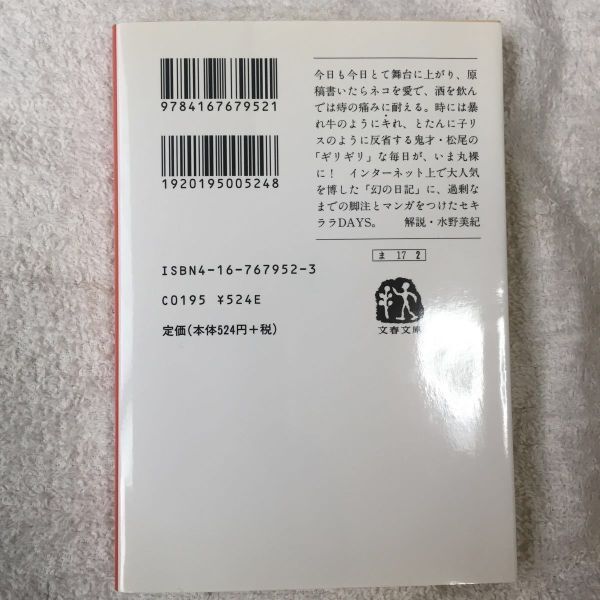 9784167679521
1920195005248
今日も今日とて舞台に上がり、原
稿書いたらネコを愛で、酒を飲ん
では痔の痛みに耐える。時には暴
れ牛のようにキれ、とたんに子リ
スのように反省する鬼才・松尾の
「ギリギリ」な毎日が、いま丸裸
に！　インターネット上で大人気
を博した「幻の日記」に、過剰な
までの脚注とマンガをつけたセキ
ララDAYS。　解説・水野美紀
ま 17 2
ISBN4-16-767952-3
C0195 ¥524E
定価(本体524円+税)
文春文庫